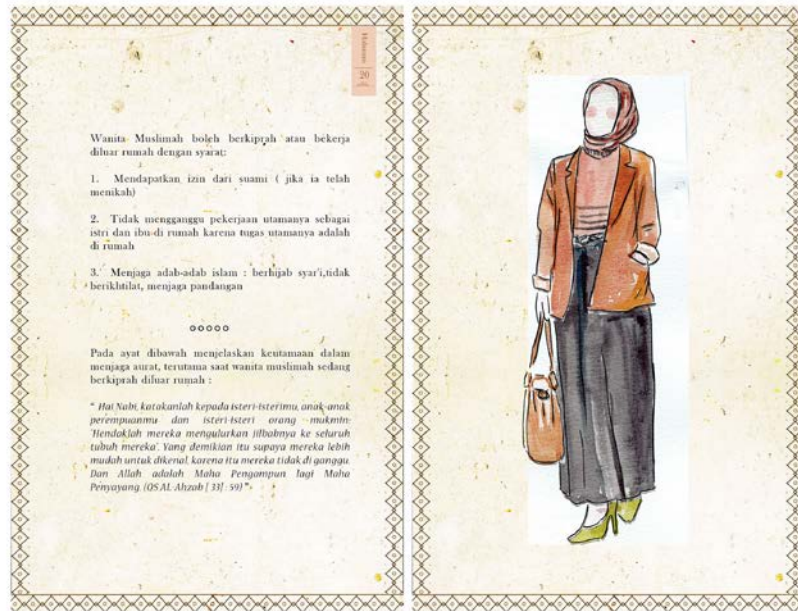 Halaman
20
Wanita Muslimah boleh berkiprah atau bekerja
diluar rumah dengan syarat:
1. Mendapatkan izin dari suami ( jika ia telah
menikah)
2. Tidak mengganggu pekerjaan utamanya sebagai
istri dan ibu di rumah karena tugas utamanya adalah
di rumah
3. Menjaga adab-adab islam : berhijab syar'i,tidak
berikhtilat, menjaga pandangan
Pada ayat dibawah menjelaskan keutamaan dalam
menjaga aurat, terutama saat wanita muslimah sedang
berkiprah diluar rumah :
" Hai Nabi, katakanlah kepada isteri-isterimu, anak-anak
perempuanmu dan isteri-isteri orang mukmin:
'Hendaklah mereka mengulurkan jilbabnya ke seluruh
tubuh mereka'. Yang demikian itu supaya mereka lebih
mudah untuk dikenal, karena itu mereka tidak di ganggu.
Dan Allah adalah Maha Pengampun lagi Maha
Penyayang. (QS AL-Ahzab [ 33] : 59) "